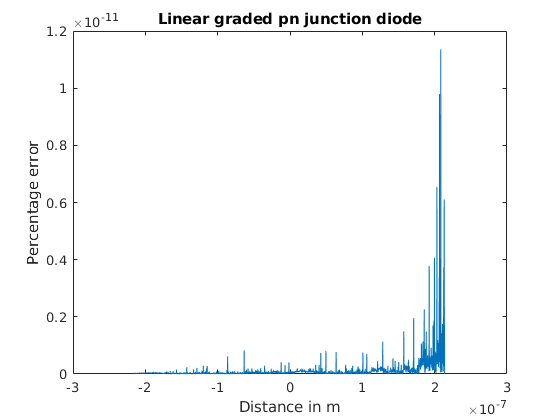 Linear graded pn junction diode
×10^-11
1.2
1
0.8
0.6
0.4
0.2
0
Percentage error
-3 -2 -1 0 1 2 3
Distance in m
×10^-7